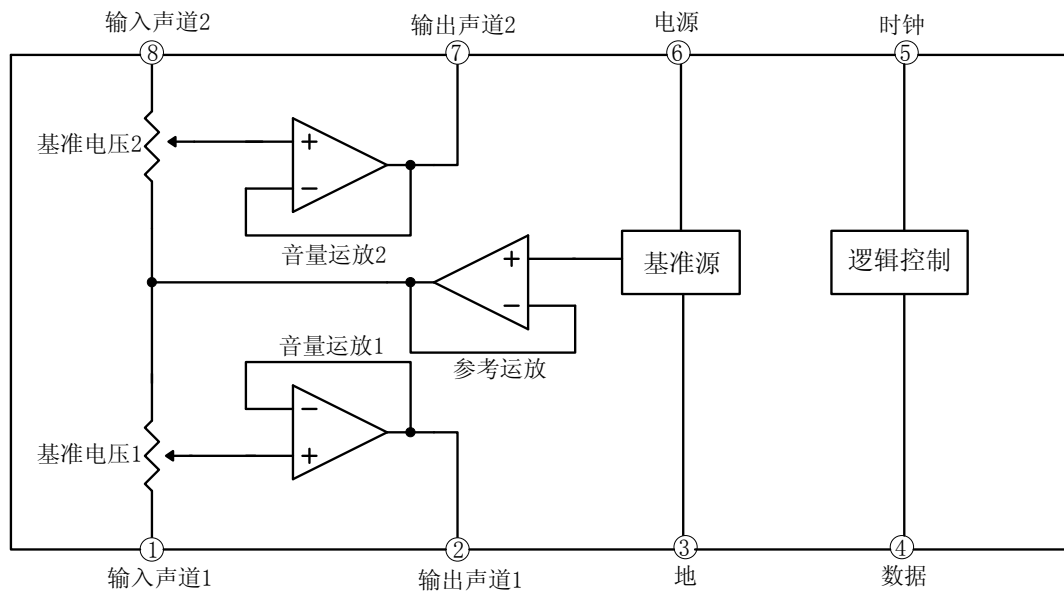 输入声道2
输出声道2
电源
时钟
⑧
⑦
⑥
⑤
基准电压2
+
−
音量运放2
+
−
基准源
逻辑控制
音量运放1
参考运放
−
+
基准电压1
①
②
③
④
输入声道1
输出声道1
地
数据